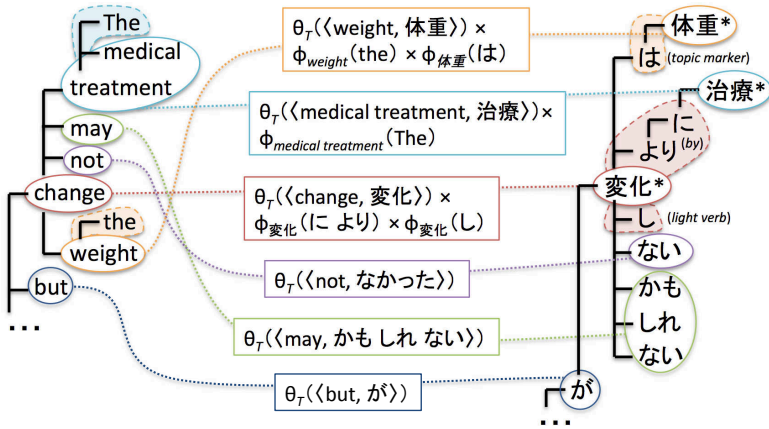 The
medical
treatment
may
not
change
the
weight
but
...
θT(⟨weight, 体重⟩) ×
ϕweight(the) × ϕ体重(は)
θT(⟨medical treatment, 治療⟩) ×
ϕmedical treatment(The)
θT(⟨change, 変化⟩) ×
ϕ変化(に より) × ϕ変化(し)
θT(⟨not, なかった⟩)
θT(⟨may, かも しれ ない⟩)
θT(⟨but, が⟩)
体重*
は (topic marker)
治療*
に
より (by)
変化*
し (light verb)
ない
かも
しれ
ない
が
...